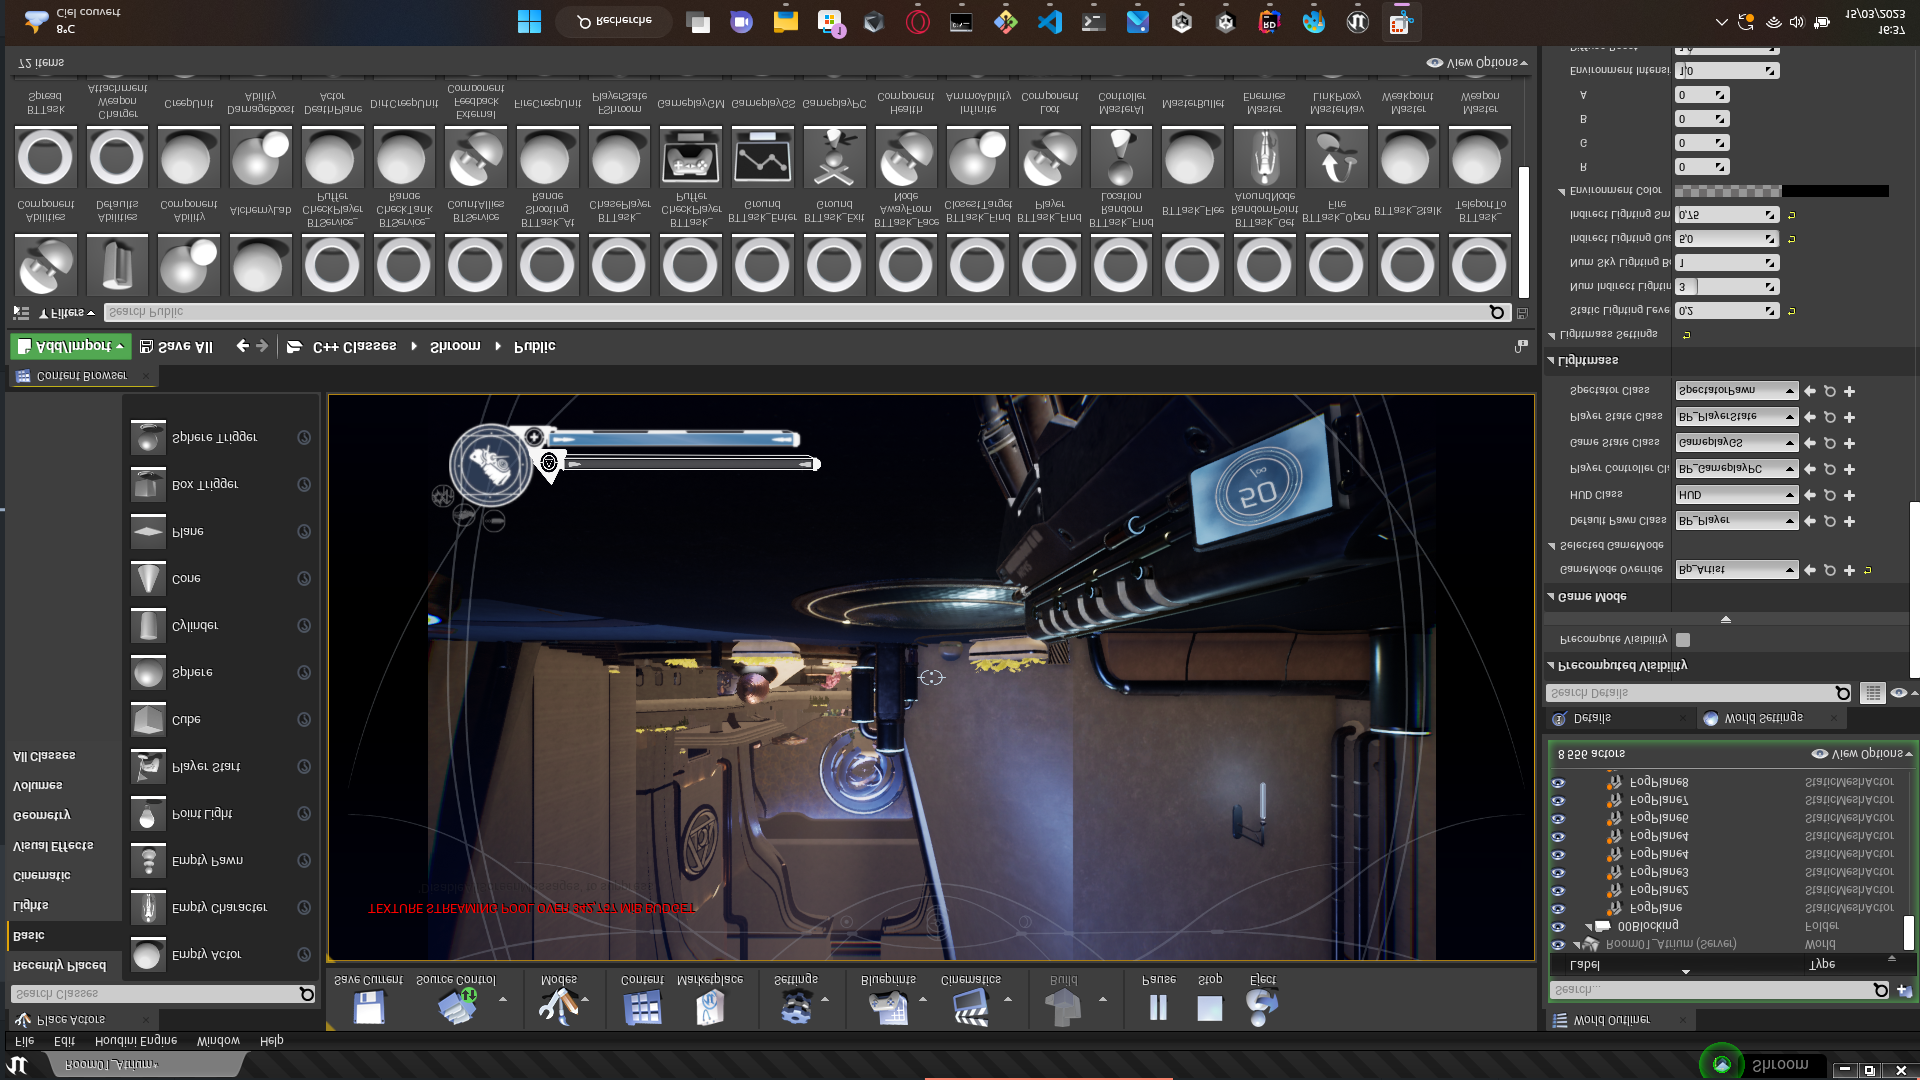 Room01_Atrium*
Shroom
File Edit Houdini Engine Window Help
Place Actors
Search Classes
Recently Placed
Basic
Lights
Cinematic
Visual Effects
Geometry
Volumes
All Classes
Empty Actor
Empty Character
Empty Pawn
Point Light
Player Start
Cube
Sphere
Cylinder
Cone
Plane
Box Trigger
Sphere Trigger
Save Current Source Control Modes Content Marketplace Settings Blueprints Cinematics Build Pause Stop Eject
TEXTURE STREAMING POOL OVER 342,757 MiB BUDGET
50
World Outliner
Search...
Label Type
Room01_Atrium (Server) World
00Blocking Folder
FogPlane StaticMeshActor
FogPlane2 StaticMeshActor
FogPlane3 StaticMeshActor
FogPlane4 StaticMeshActor
FogPlane4 StaticMeshActor
FogPlane6 StaticMeshActor
FogPlane7 StaticMeshActor
FogPlane8 StaticMeshActor
8 556 actors View Options
Details World Settings
Search Details
Precomputed Visibility
Precompute Visibility
Game Mode
GameMode Override Bp_Artist
Selected GameMode
Default Pawn Class BP_Player
HUD Class HUD
Player Controller Cl BP_GameplayPC
Game State Class GameplayGS
Player State Class BP_PlayerState
Spectator Class SpectatorPawn
Lightmass
Lightmass Settings
Static Lighting Leve 0,2
Num Indirect Lightin 3
Num Sky Lighting B 1
Indirect Lighting Qua 5,0
Indirect Lighting Sm 0,75
Environment Color
R 0
G 0
B 0
A 0
Environment Intensi 1,0
Content Browser
Add/Import Save All C++ Classes Shroom Public
Filters Search Public
Abilities Component
Abilities Defaults
Ability Component
AlchemyLab
BTService_ CheckPlayer Puffer
BTService_ CheckTank Range
BTService CountAllies
BTTask_At Shooting Range
BTTask_ ChasePlayer
BTTask_ CheckPlayer Puffer
BTTask_Enter Ground
BTTask_Exit Ground
BTTask_Face AwayFrom Node
BTTask_Find ClosestTarget
BTTask_Find Player
BTTask_Find Random Location
BTTask_Flee
BTTask_Get RandomPoint AroundNode
BTTask_Open Fire
BTTask_Stalk
BTTask_ TeleportTo
BTTask Spread
Charger Weapon Attachment
CreepUnit
DamageBoost Ability
DeathPlane Actor
DirtCreepUnit
External Feedback Component
FireCreepUnit
FShroom PlayerState
GameplayGM
GameplayGS
GameplayPC
Health Component
Infinite AmmoAbility
Loot Component
MasterAI Controller
MasterBullet
Master Enemies
MasterNav LinkProxy
Master Weakpoint
Master Weapon
72 items View Options
8°C
Ciel couvert
Recherche
16:37
15/03/2023